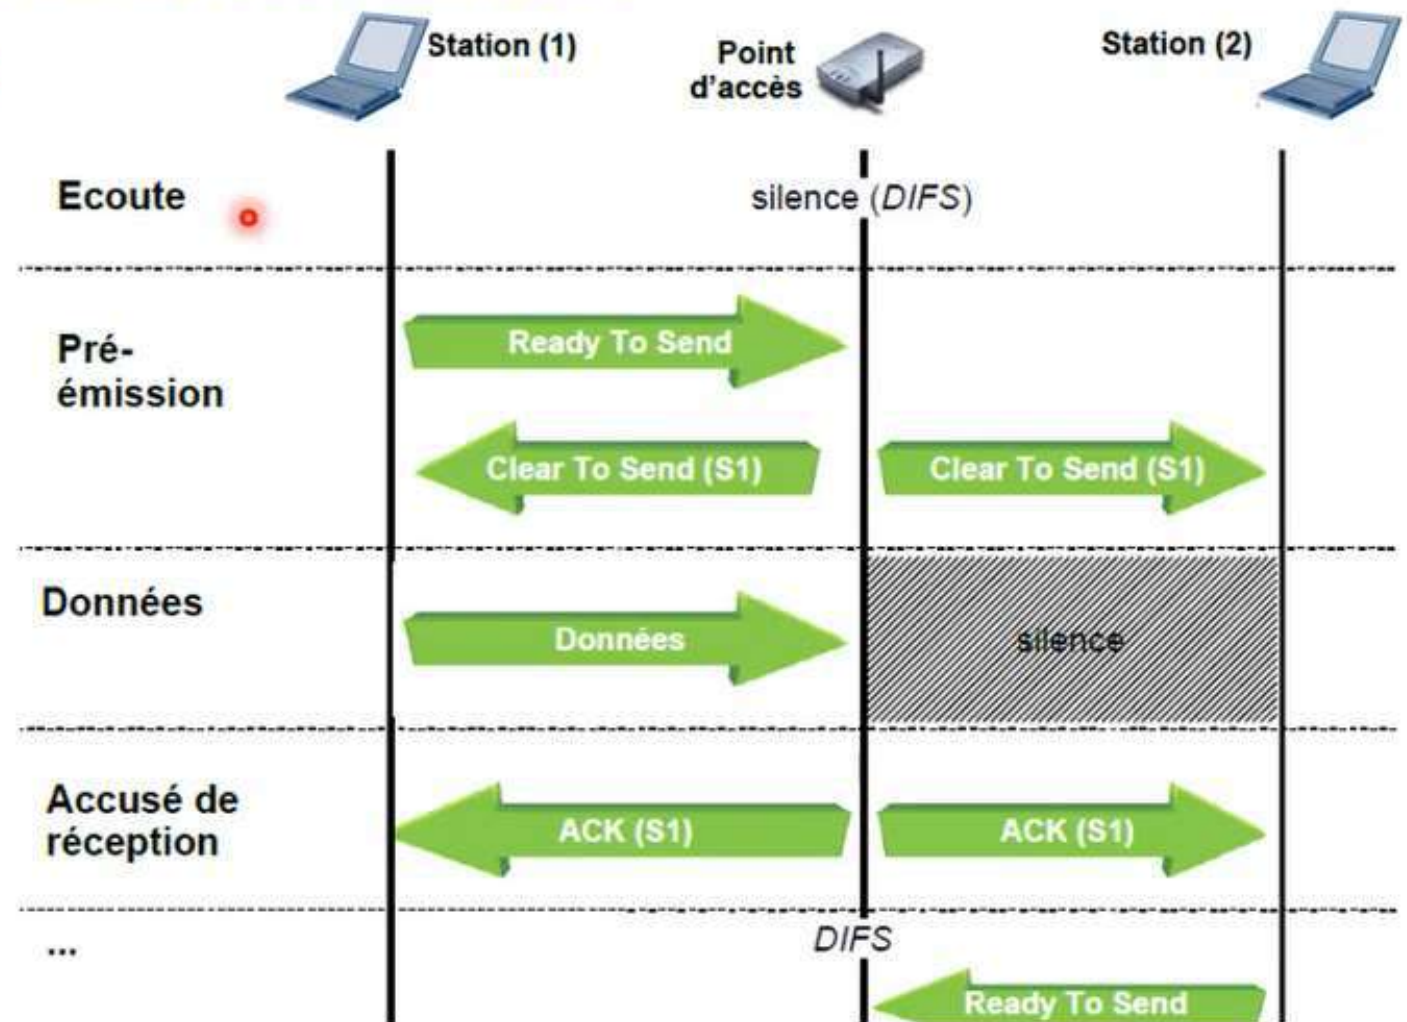 Station (1)
Point
d'accès
Station (2)
Ecoute
silence (DIFS)
Pré-
émission
Ready To Send
Clear To Send (S1)
Clear To Send (S1)
Données
Données
silence
Accusé de
réception
ACK (S1)
ACK (S1)
...
DIFS
Ready To Send